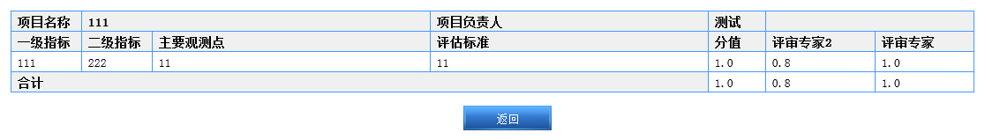 项目名称 111 项目负责人 测试
一级指标 二级指标 主要观测点 评估标准 分值 评审专家2 评审专家
111 222 11 11 1.0 0.8 1.0
合计 1.0 0.8 1.0
返回